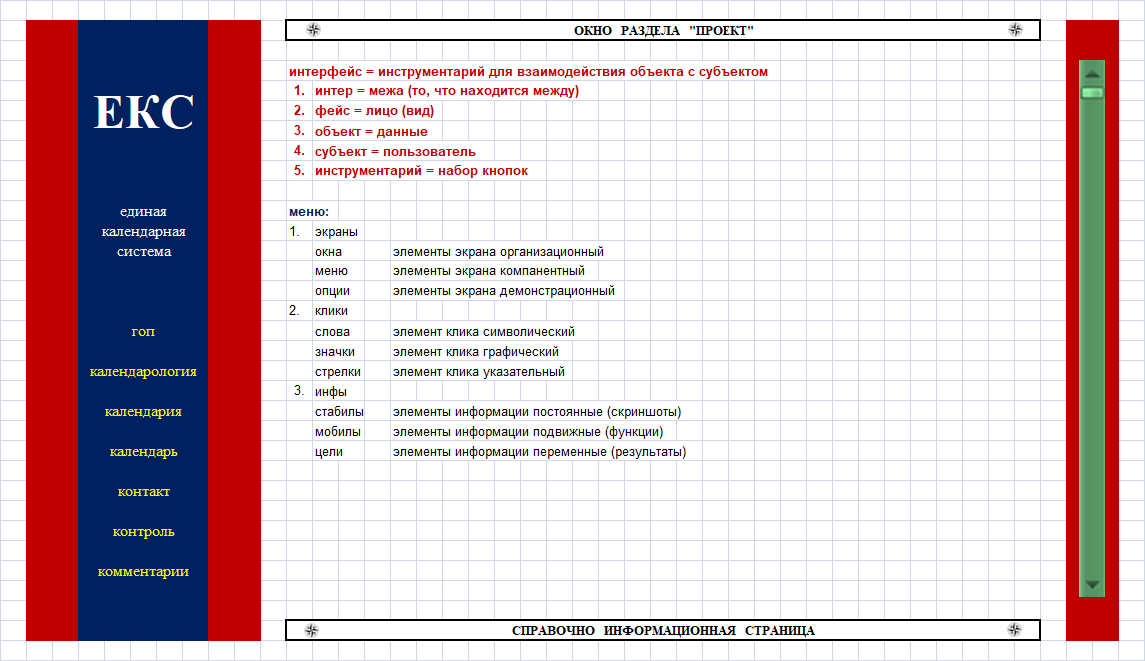 ОКНО РАЗДЕЛА "ПРОЕКТ"
ЕКС
единая
календарная
система
гоп
календарология
календария
календарь
контакт
контроль
комментарии
интерфейс = инструментарий для взаимодействия объекта с субъектом
1. интер = межа (то, что находится между)
2. фейс = лицо (вид)
3. объект = данные
4. субъект = пользователь
5. инструментарий = набор кнопок
меню:
1. экраны
окна элементы экрана организационный
меню элементы экрана компанентный
опции элементы экрана демонстрационный
2. клики
слова элемент клика символический
значки элемент клика графический
стрелки элемент клика указательный
3. инфы
стабилы элементы информации постоянные (скриншоты)
мобилы элементы информации подвижные (функции)
цели элементы информации переменные (результаты)
СПРАВОЧНО ИНФОРМАЦИОННАЯ СТРАНИЦА